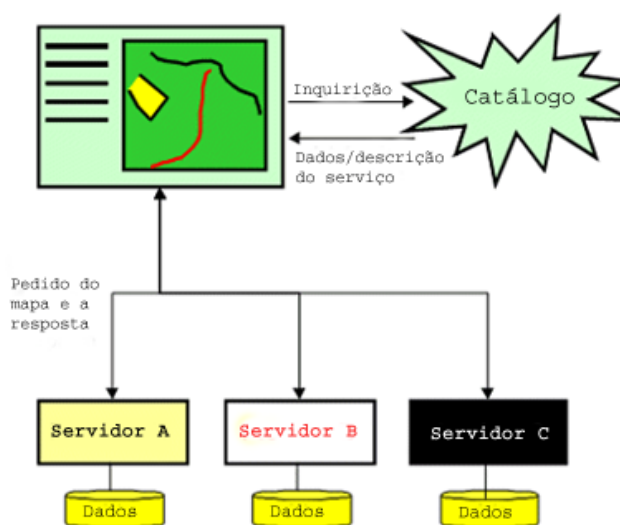 Inquirição
Catálogo
Dados/descrição
do serviço
Pedido do
mapa e a
resposta
Servidor A
Servidor B
Servidor C
Dados
Dados
Dados